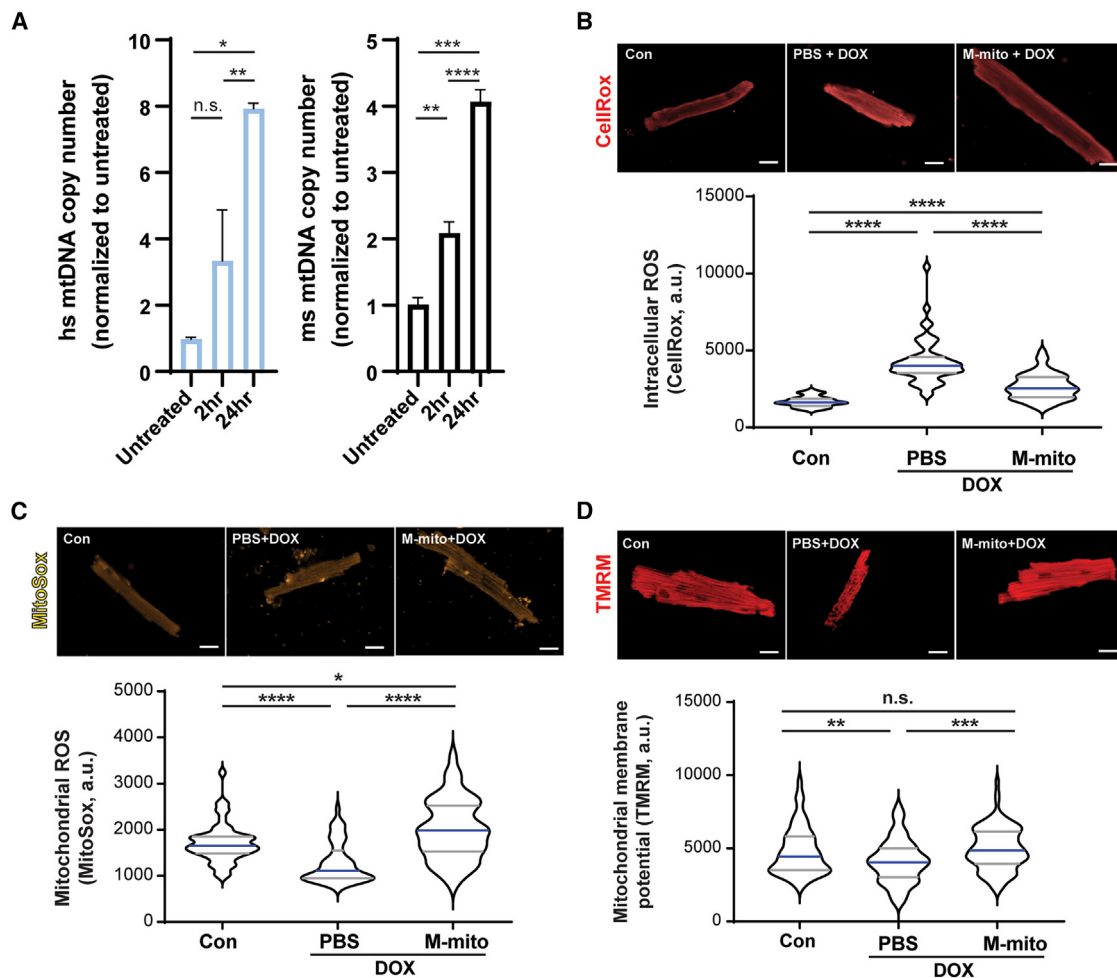 A
hs mtDNA copy number
(normalized to untreated)
10
8
6
4
2
0
*
**
n.s.
Untreated
2hr
24hr
ms mtDNA copy number
(normalized to untreated)
5
4
3
2
1
0
***
****
**
Untreated
2hr
24hr
B
CellRox
Con
PBS + DOX
M-mito + DOX
Intracellular ROS
(CellRox, a.u.)
15000
10000
5000
0
****
**** ****
Con PBS M-mito
DOX
C
MitoSox
Con
PBS+DOX
M-mito+DOX
Mitochondrial ROS
(MitoSox, a.u.)
5000
4000
3000
2000
1000
0
*
**** ****
Con PBS M-mito
DOX
D
TMRM
Con
PBS+DOX
M-mito+DOX
Mitochondrial membrane
potential (TMRM, a.u.)
15000
10000
5000
0
n.s.
** ***
Con PBS M-mito
DOX